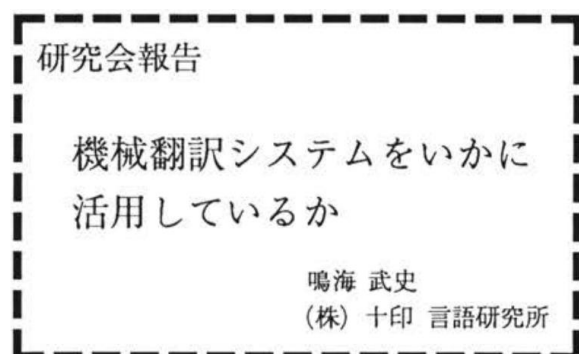 研究会報告
機械翻訳システムをいかに
活用しているか
鳴海 武史
(株) 十印 言語研究所